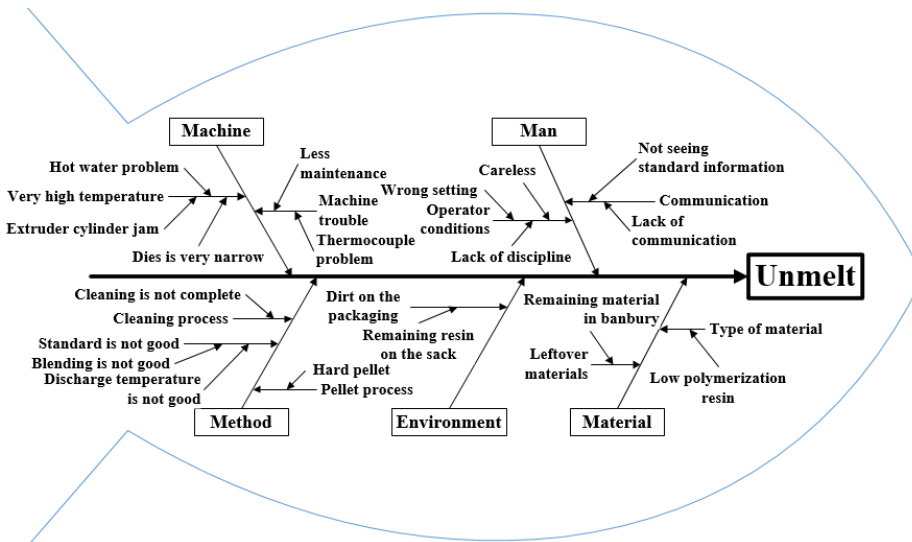 Machine
Man
Hot water problem
Very high temperature
Extruder cylinder jam
Dies is very narrow
Less
maintenance
Machine
trouble
Thermocouple
problem
Careless
Wrong setting
Operator
conditions
Lack of discipline
Not seeing
standard information
Communication
Lack of
communication
Unmelt
Cleaning is not complete
Cleaning process
Standard is not good
Blending is not good
Discharge temperature
is not good
Hard pellet
Pellet process
Dirt on the
packaging
Remaining resin
on the sack
Remaining material
in banbury
Leftover
materials
Type of material
Low polymerization
resin
Method
Environment
Material